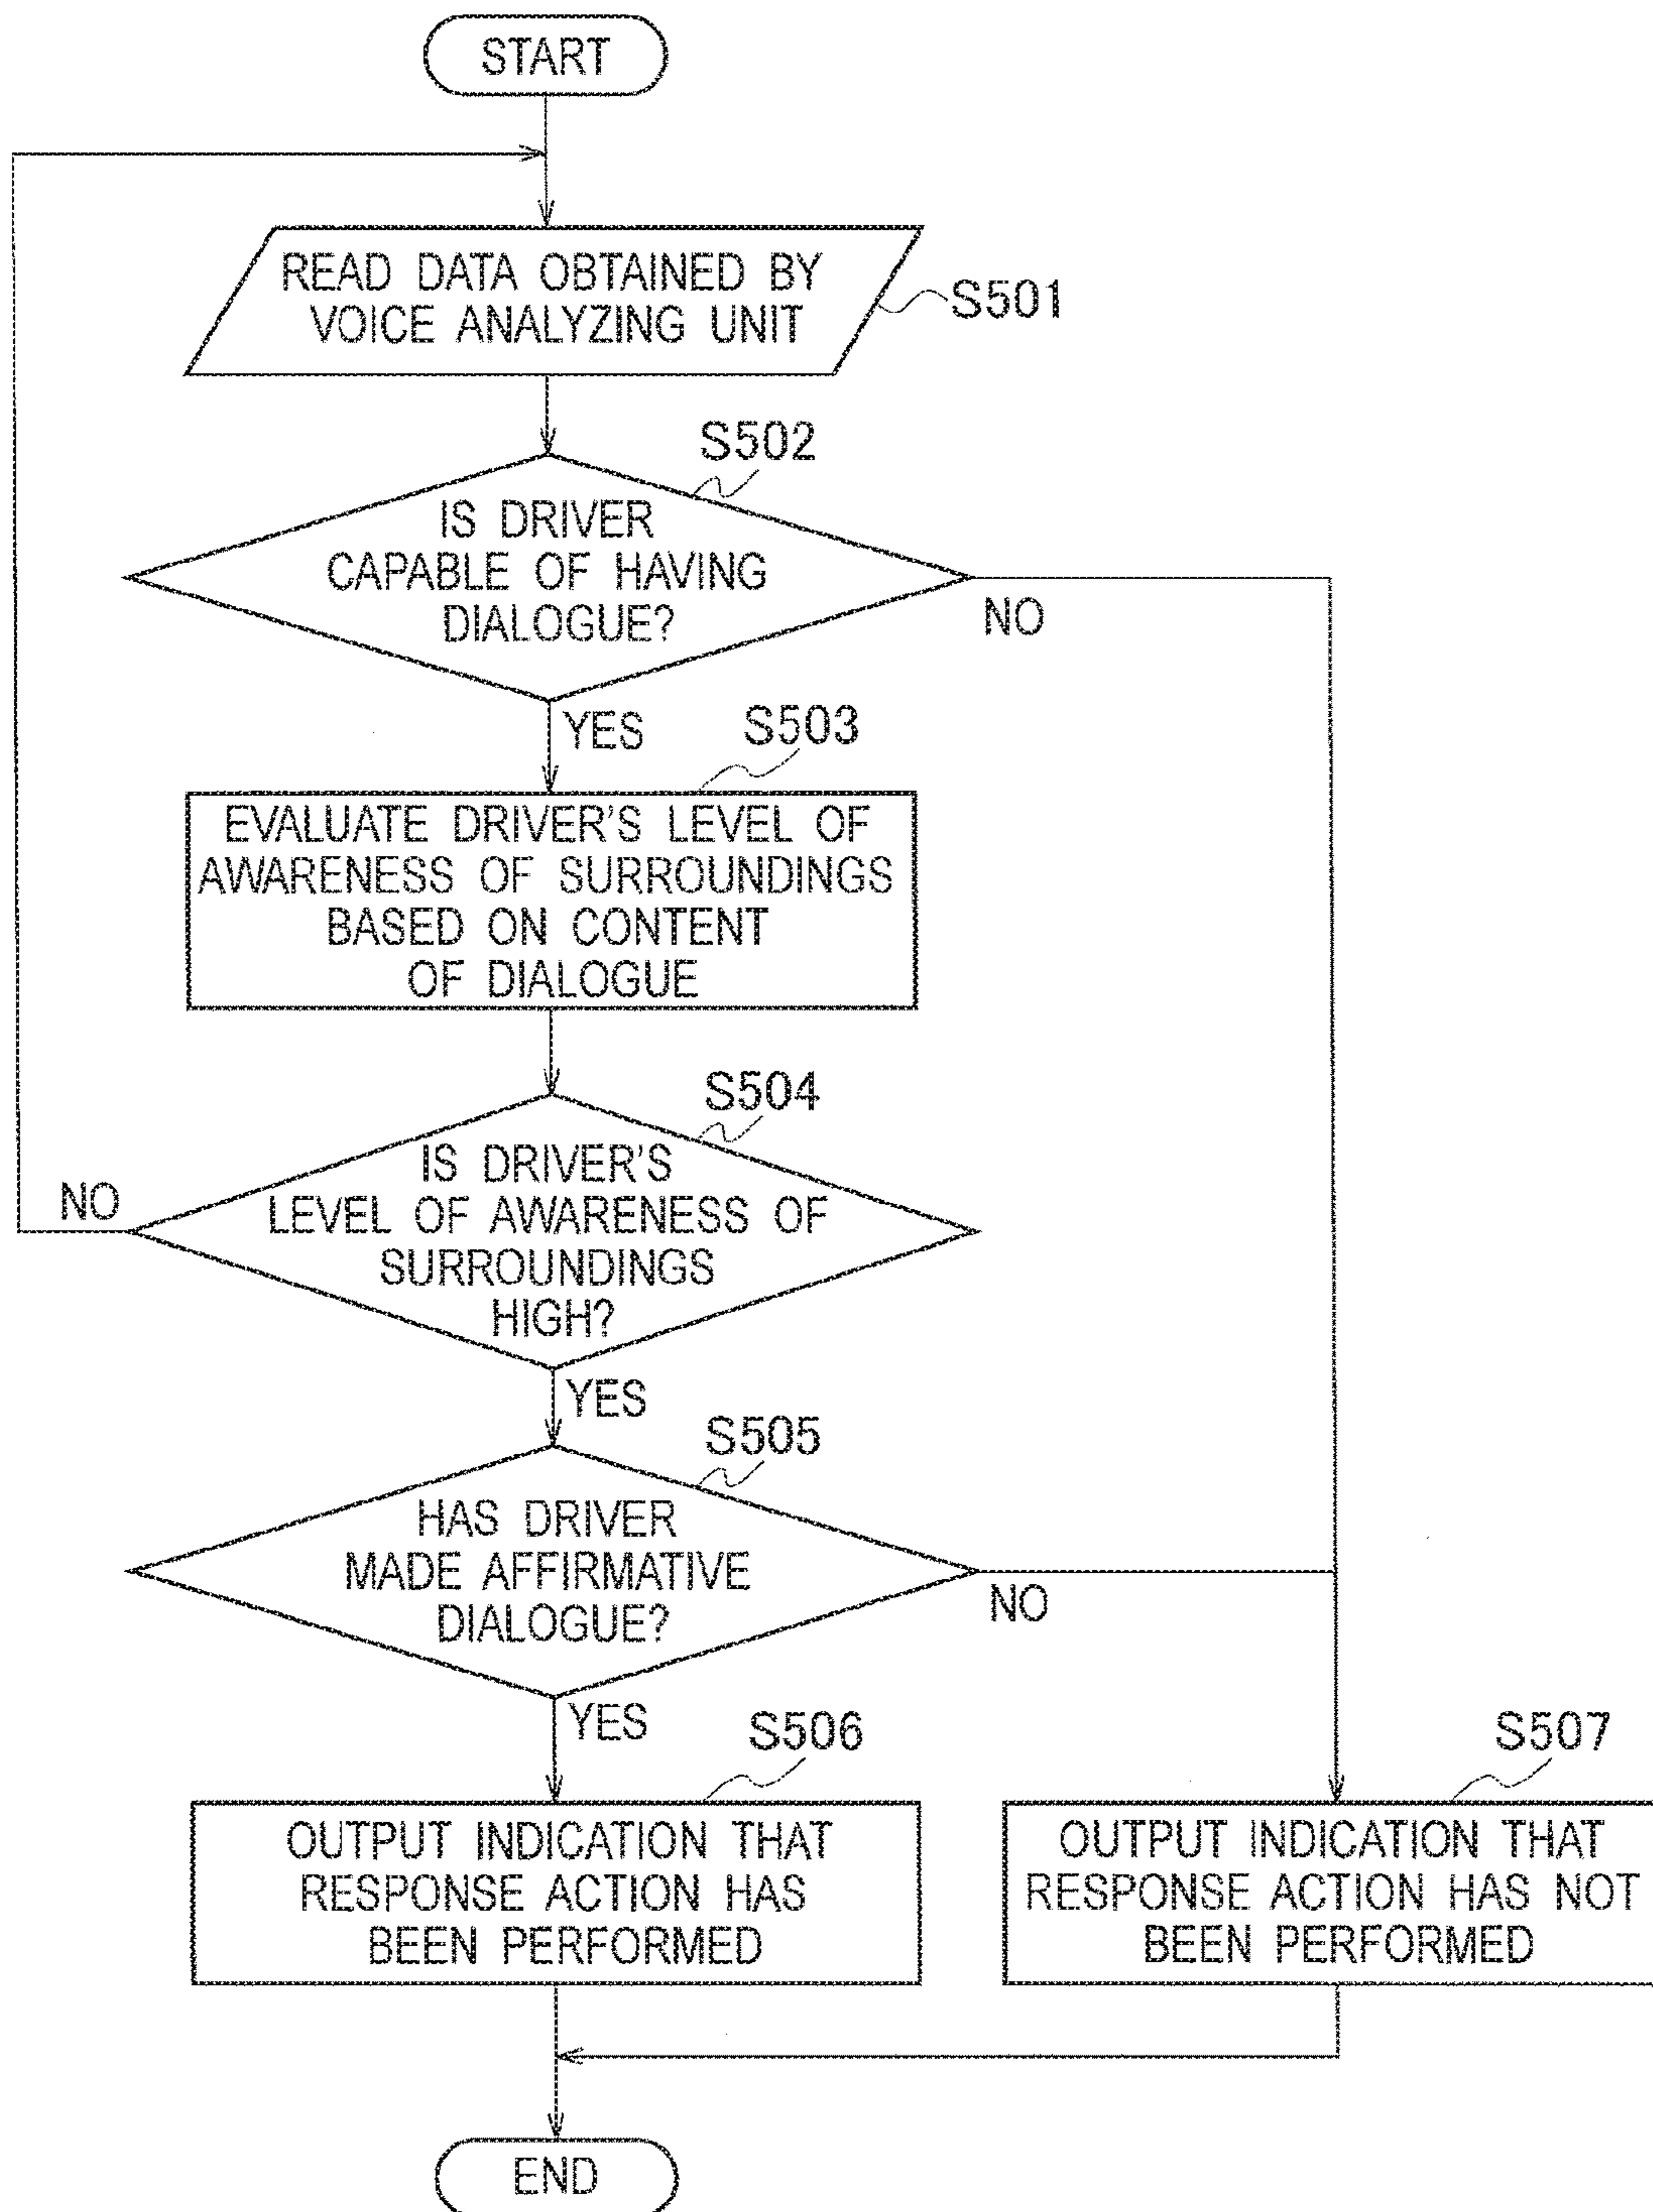 START
READ DATA OBTAINED BY
VOICE ANALYZING UNIT
S501
S502
IS DRIVER
CAPABLE OF HAVING
DIALOGUE?
NO
YES
S503
EVALUATE DRIVER'S LEVEL OF
AWARENESS OF SURROUNDINGS
BASED ON CONTENT
OF DIALOGUE
S504
IS DRIVER'S
LEVEL OF AWARENESS OF
SURROUNDINGS
HIGH?
NO
YES
S505
HAS DRIVER
MADE AFFIRMATIVE
DIALOGUE?
NO
YES
S506
OUTPUT INDICATION THAT
RESPONSE ACTION HAS
BEEN PERFORMED
S507
OUTPUT INDICATION THAT
RESPONSE ACTION HAS NOT
BEEN PERFORMED
END